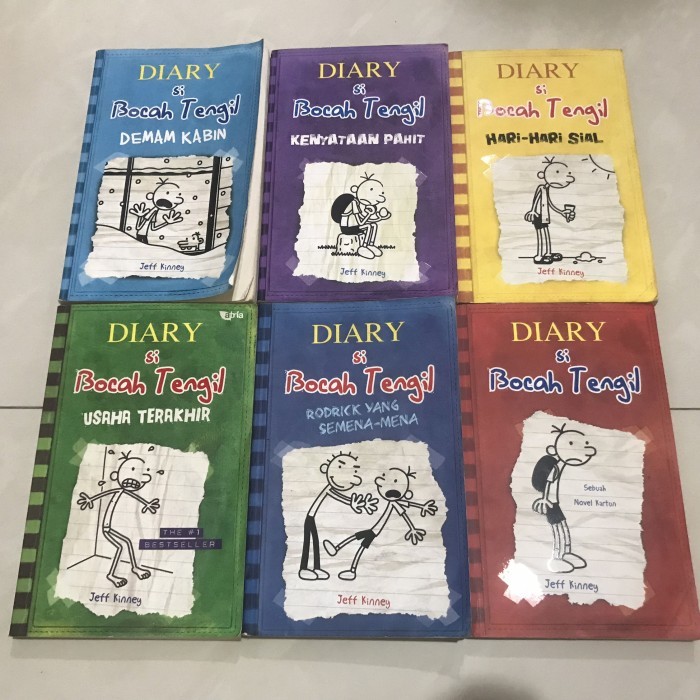 DIARY
si
Bocah Tengil
DEMAM KABIN
Jeff Kinney
DIARY
si
Bocah Tengil
KENYATAAN PAHIT
Jeff Kinney
DIARY
si
Bocah Tengil
HARI-HARI SIAL
Jeff Kinney
atria
DIARY
si
Bocah Tengil
USAHA TERAKHIR
THE #1
BESTSELLER
Jeff Kinney
DIARY
si
Bocah Tengil
RODRICK YANG
SEMENA-MENA
Jeff Kinney
DIARY
si
Bocah Tengil
Sebuah
Novel Kartun
Jeff Kinney